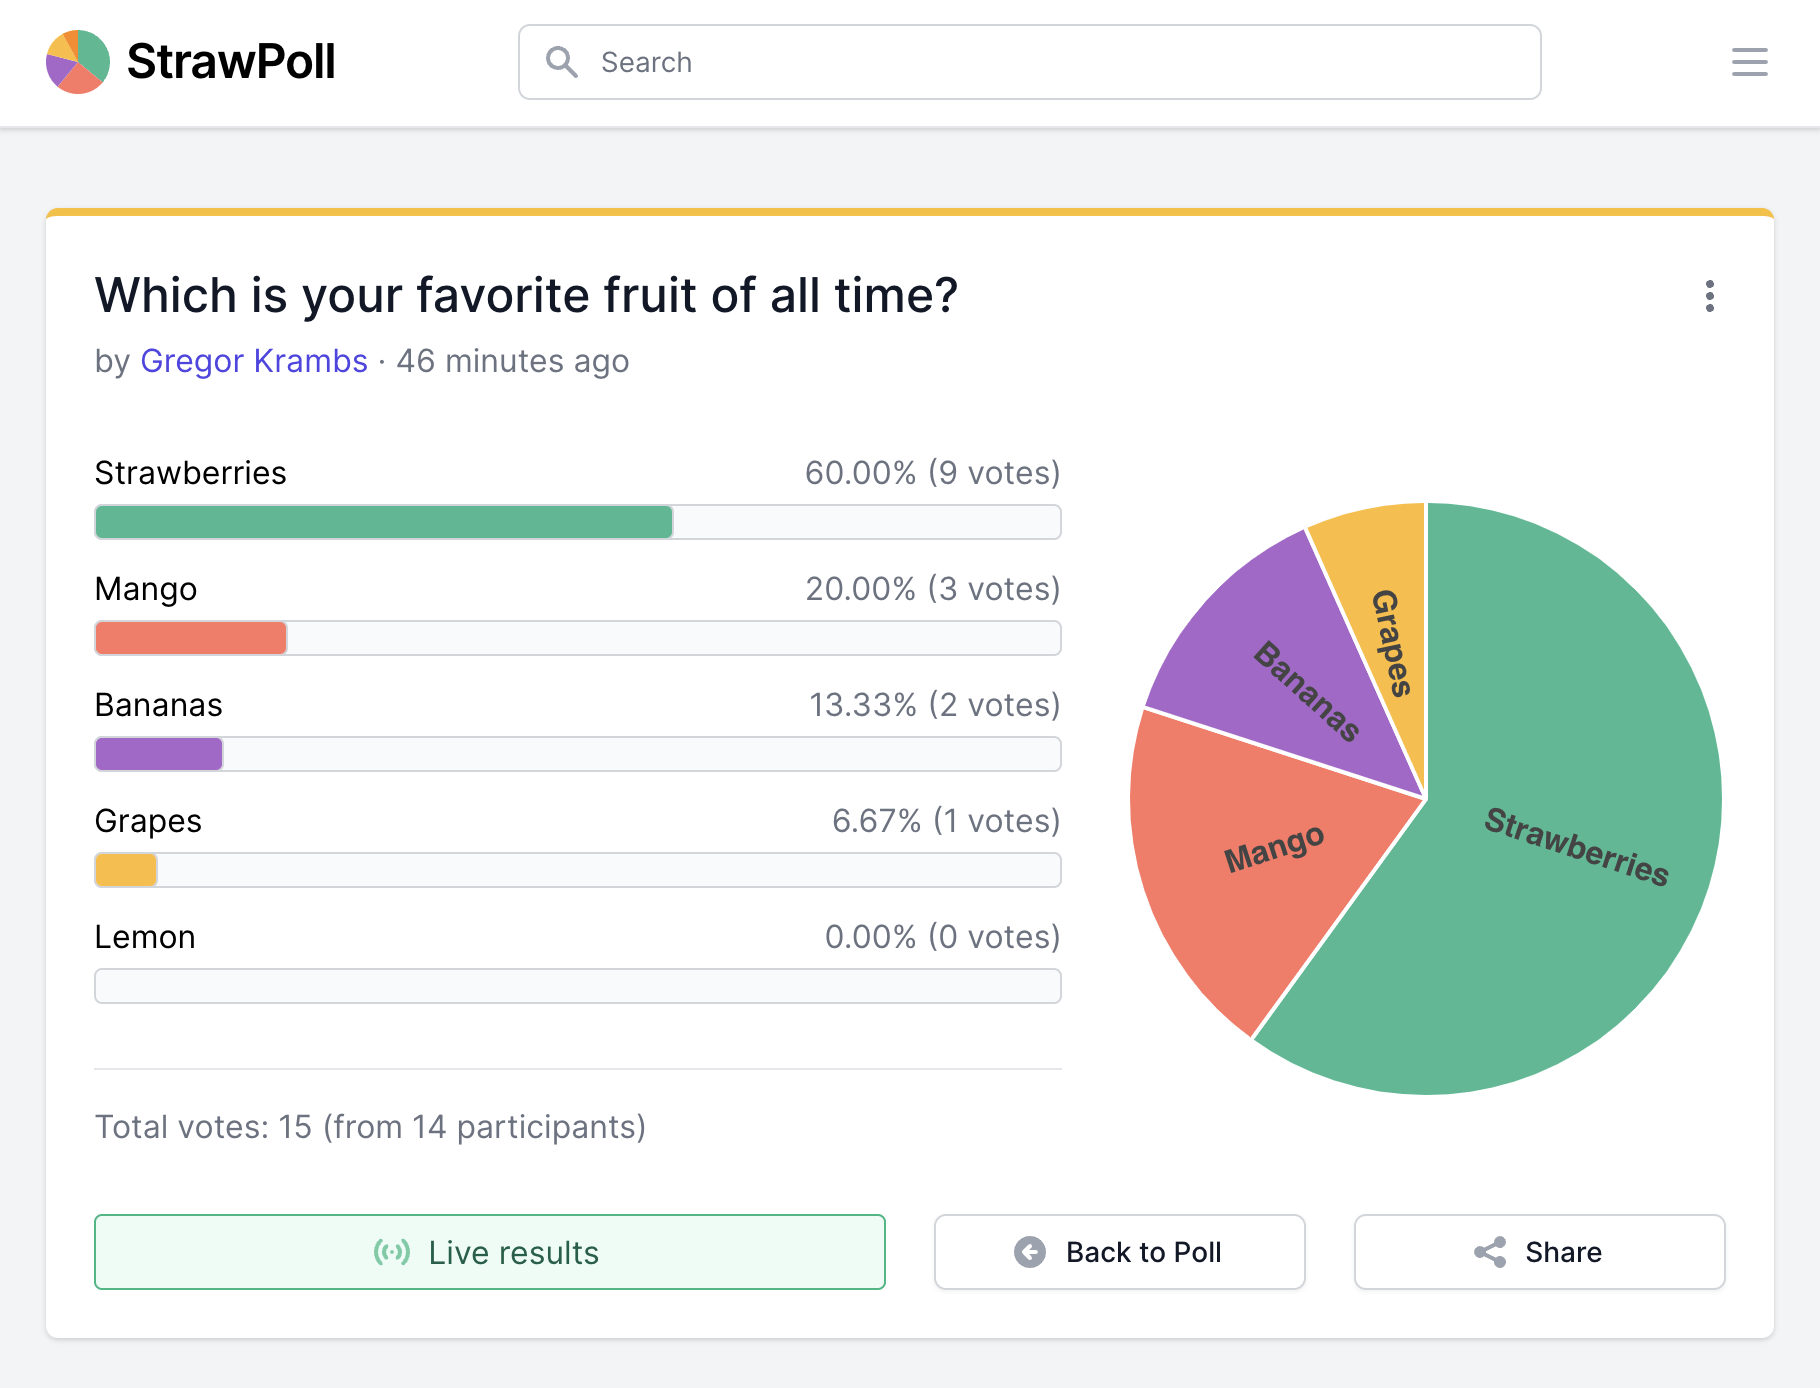 StrawPoll
Search
Which is your favorite fruit of all time?
by Gregor Krambs · 46 minutes ago
Strawberries 60.00% (9 votes)
Mango 20.00% (3 votes)
Bananas 13.33% (2 votes)
Grapes 6.67% (1 votes)
Lemon 0.00% (0 votes)
Total votes: 15 (from 14 participants)
Grapes
Bananas
Strawberries
Mango
Live results
Back to Poll
Share